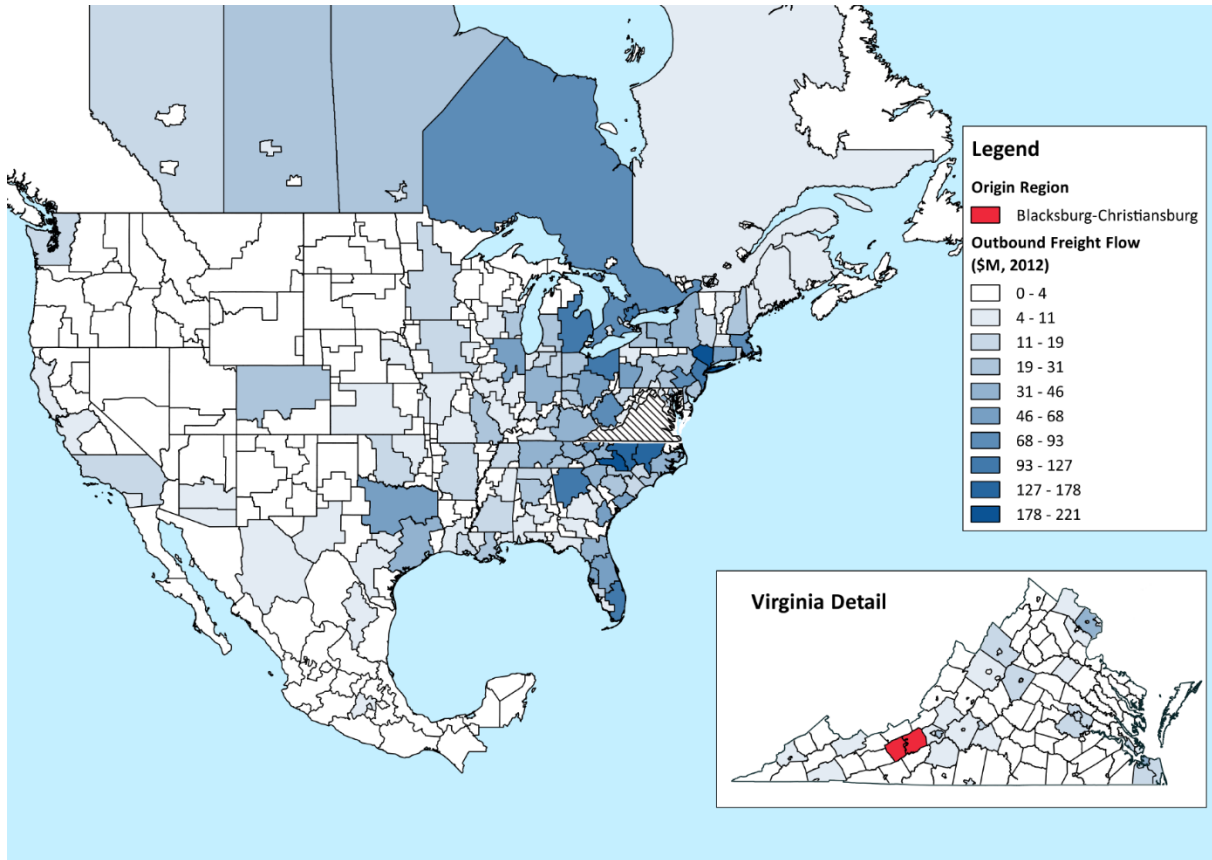 Legend
Origin Region
Blacksburg-Christiansburg
Outbound Freight Flow
($M, 2012)
0 - 4
4 - 11
11 - 19
19 - 31
31 - 46
46 - 68
68 - 93
93 - 127
127 - 178
178 - 221
Virginia Detail